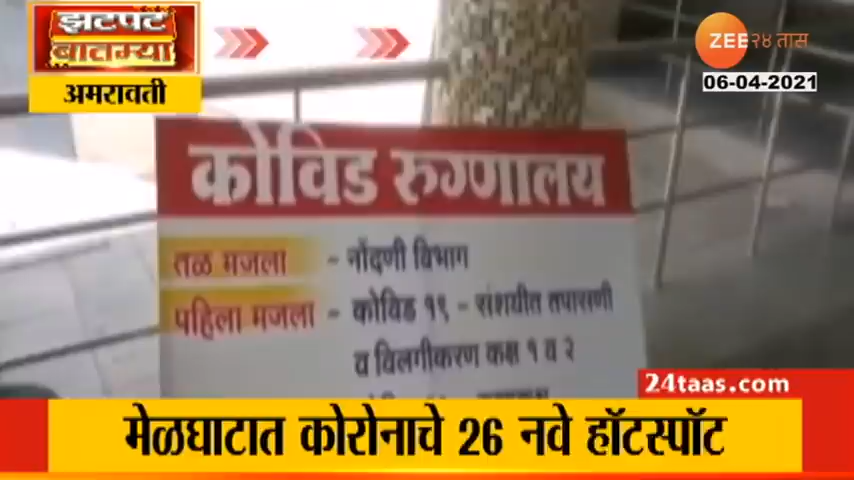 झटपट
बातम्या
अमरावती
ZEE २४ तास
06-04-2021
कोविड रुग्णालय
तळ मजला - नोंदणी विभाग
पहिला मजला - कोविड १९ - संशयीत तपासणी
व विलगीकरण कक्ष १ व २
24taas.com
मेळघाटात कोरोनाचे 26 नवे हॉटस्पॉट